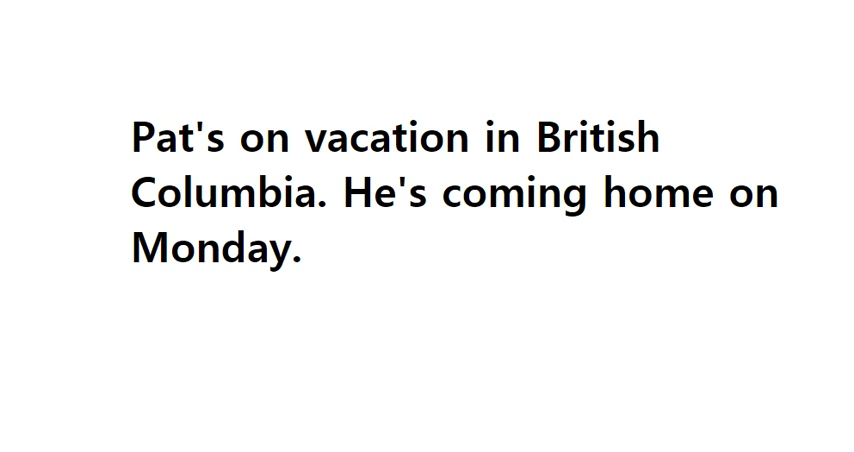 Pat's on vacation in British
Columbia. He's coming home on
Monday.